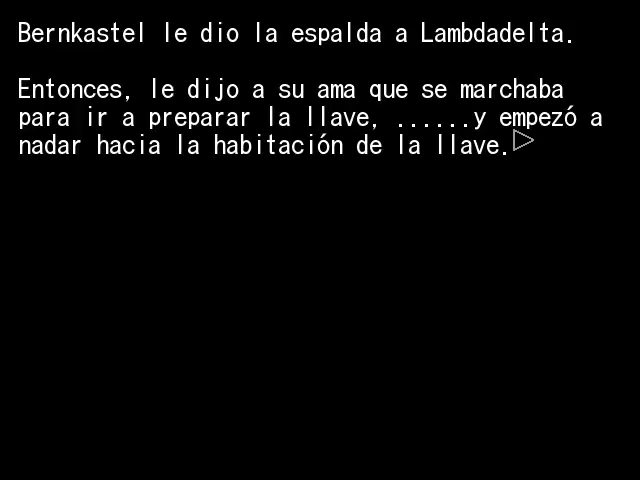 Bernkastel le dio la espalda a Lambdadelta.
Entonces, le dijo a su ama que se marchaba
para ir a preparar la llave, ......y empezó a
nadar hacia la habitación de la llave.